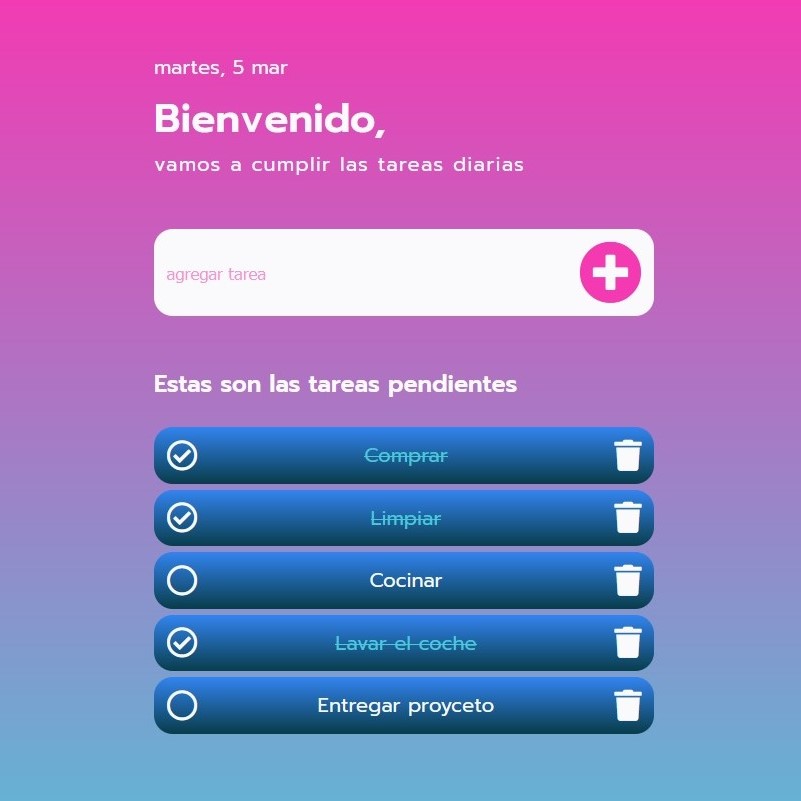 martes, 5 mar
Bienvenido,
vamos a cumplir las tareas diarias
agregar tarea
Estas son las tareas pendientes
Comprar
Limpiar
Cocinar
Lavar el coche
Entregar proyceto